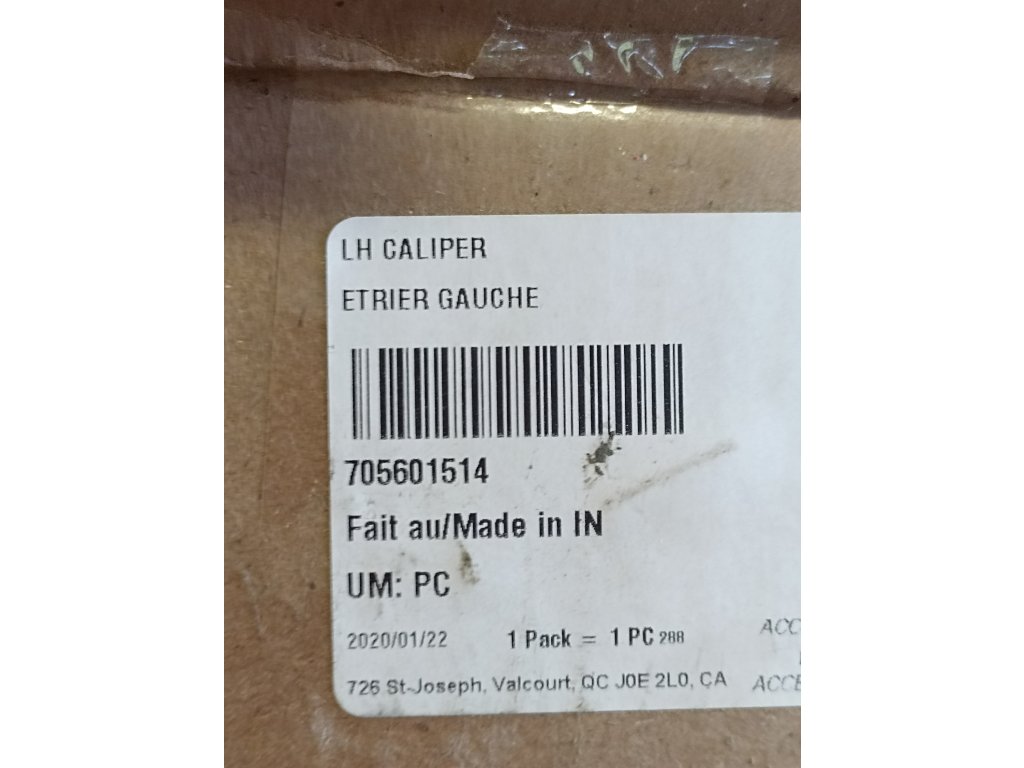 LH CALIPER
ETRIER GAUCHE
705601514
Fait au/Made in IN
UM: PC
2020/01/22 1 Pack = 1 PC 288
726 St-Joseph, Valcourt, QC J0E 2L0, CA